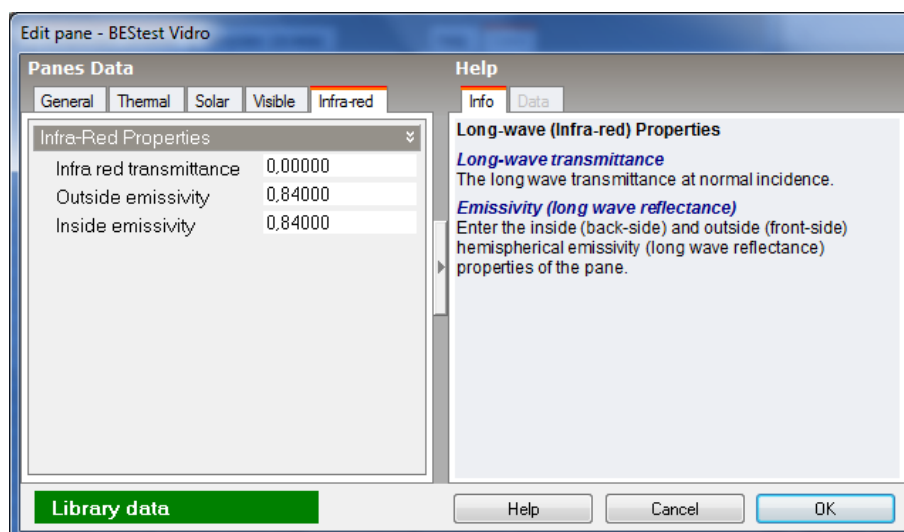 Edit pane - BEStest Vidro
Panes Data
General Thermal Solar Visible Infra-red
Infra-Red Properties
Infra red transmittance 0,00000
Outside emissivity 0,84000
Inside emissivity 0,84000
Help
Info Data
Long-wave (Infra-red) Properties
Long-wave transmittance
The long wave transmittance at normal incidence.
Emissivity (long wave reflectance)
Enter the inside (back-side) and outside (front-side)
hemispherical emissivity (long wave reflectance)
properties of the pane.
Library data
Help Cancel OK